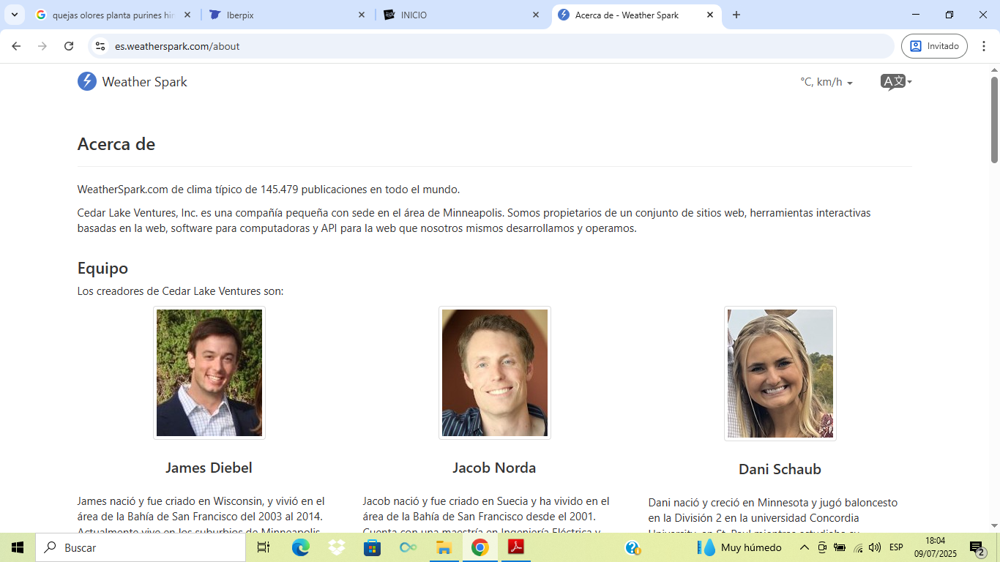 quejas olores planta purines hi
Iberpix
INICIO
Acerca de - Weather Spark
es.weatherspark.com/about
Invitado
Weather Spark
°C, km/h
A文
Acerca de
WeatherSpark.com de clima típico de 145.479 publicaciones en todo el mundo.
Cedar Lake Ventures, Inc. es una compañía pequeña con sede en el área de Minneapolis. Somos propietarios de un conjunto de sitios web, herramientas interactivas
basadas en la web, software para computadoras y API para la web que nosotros mismos desarrollamos y operamos.
Equipo
Los creadores de Cedar Lake Ventures son:
James Diebel
Jacob Norda
Dani Schaub
James nació y fue criado en Wisconsin, y vivió en el
área de la Bahía de San Francisco del 2003 al 2014.
Actualmente vive en los suburbios de Minneapolis
Jacob nació y fue criado en Suecia y ha vivido en el
área de la Bahía de San Francisco desde el 2001.
Cuenta con una maestría en Ingeniería Eléctrica y
Dani nació y creció en Minnesota y jugó baloncesto
en la División 2 en la universidad Concordia
University, en St. Paul mientras estudiaba su
Buscar
Muy húmedo
ESP
18:04
09/07/2025
2